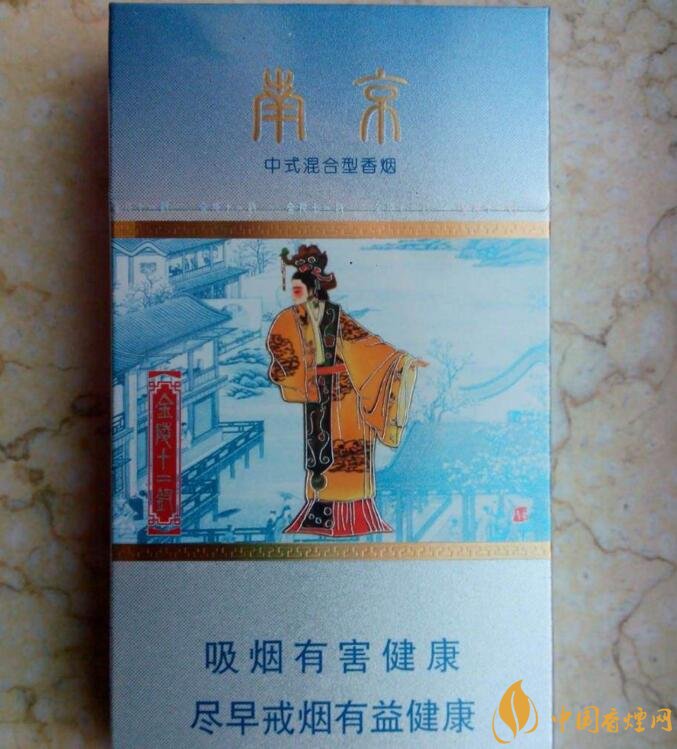 南京
中式混合型香烟
金陵十二钗
吸烟有害健康
尽早戒烟有益健康
中国香烟网